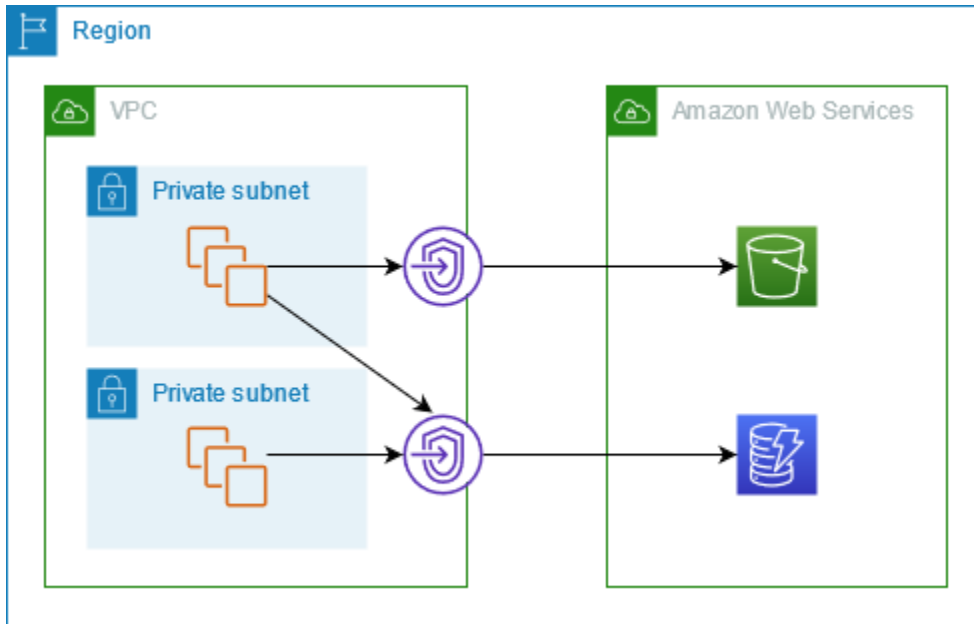 Region
VPC
Amazon Web Services
Private subnet
Private subnet